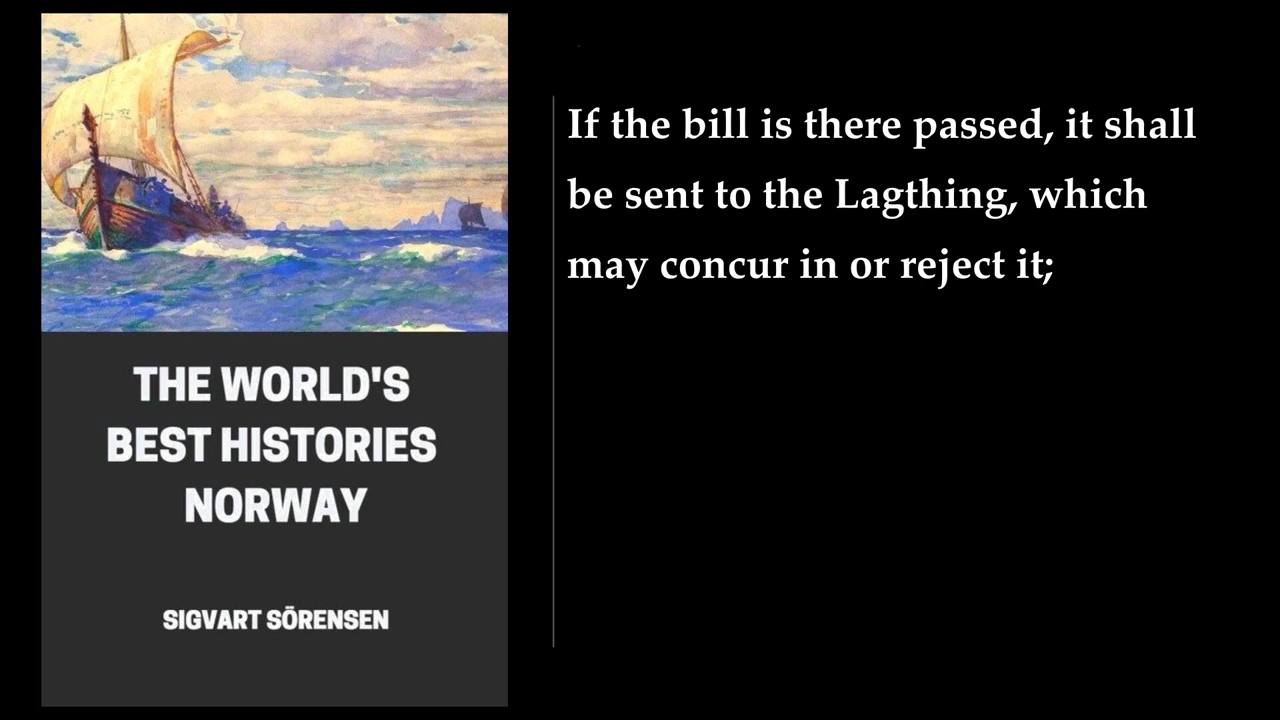 THE WORLD'S
BEST HISTORIES
NORWAY
SIGVART SÖRENSEN
If the bill is there passed, it shall
be sent to the Lagthing, which
may concur in or reject it;